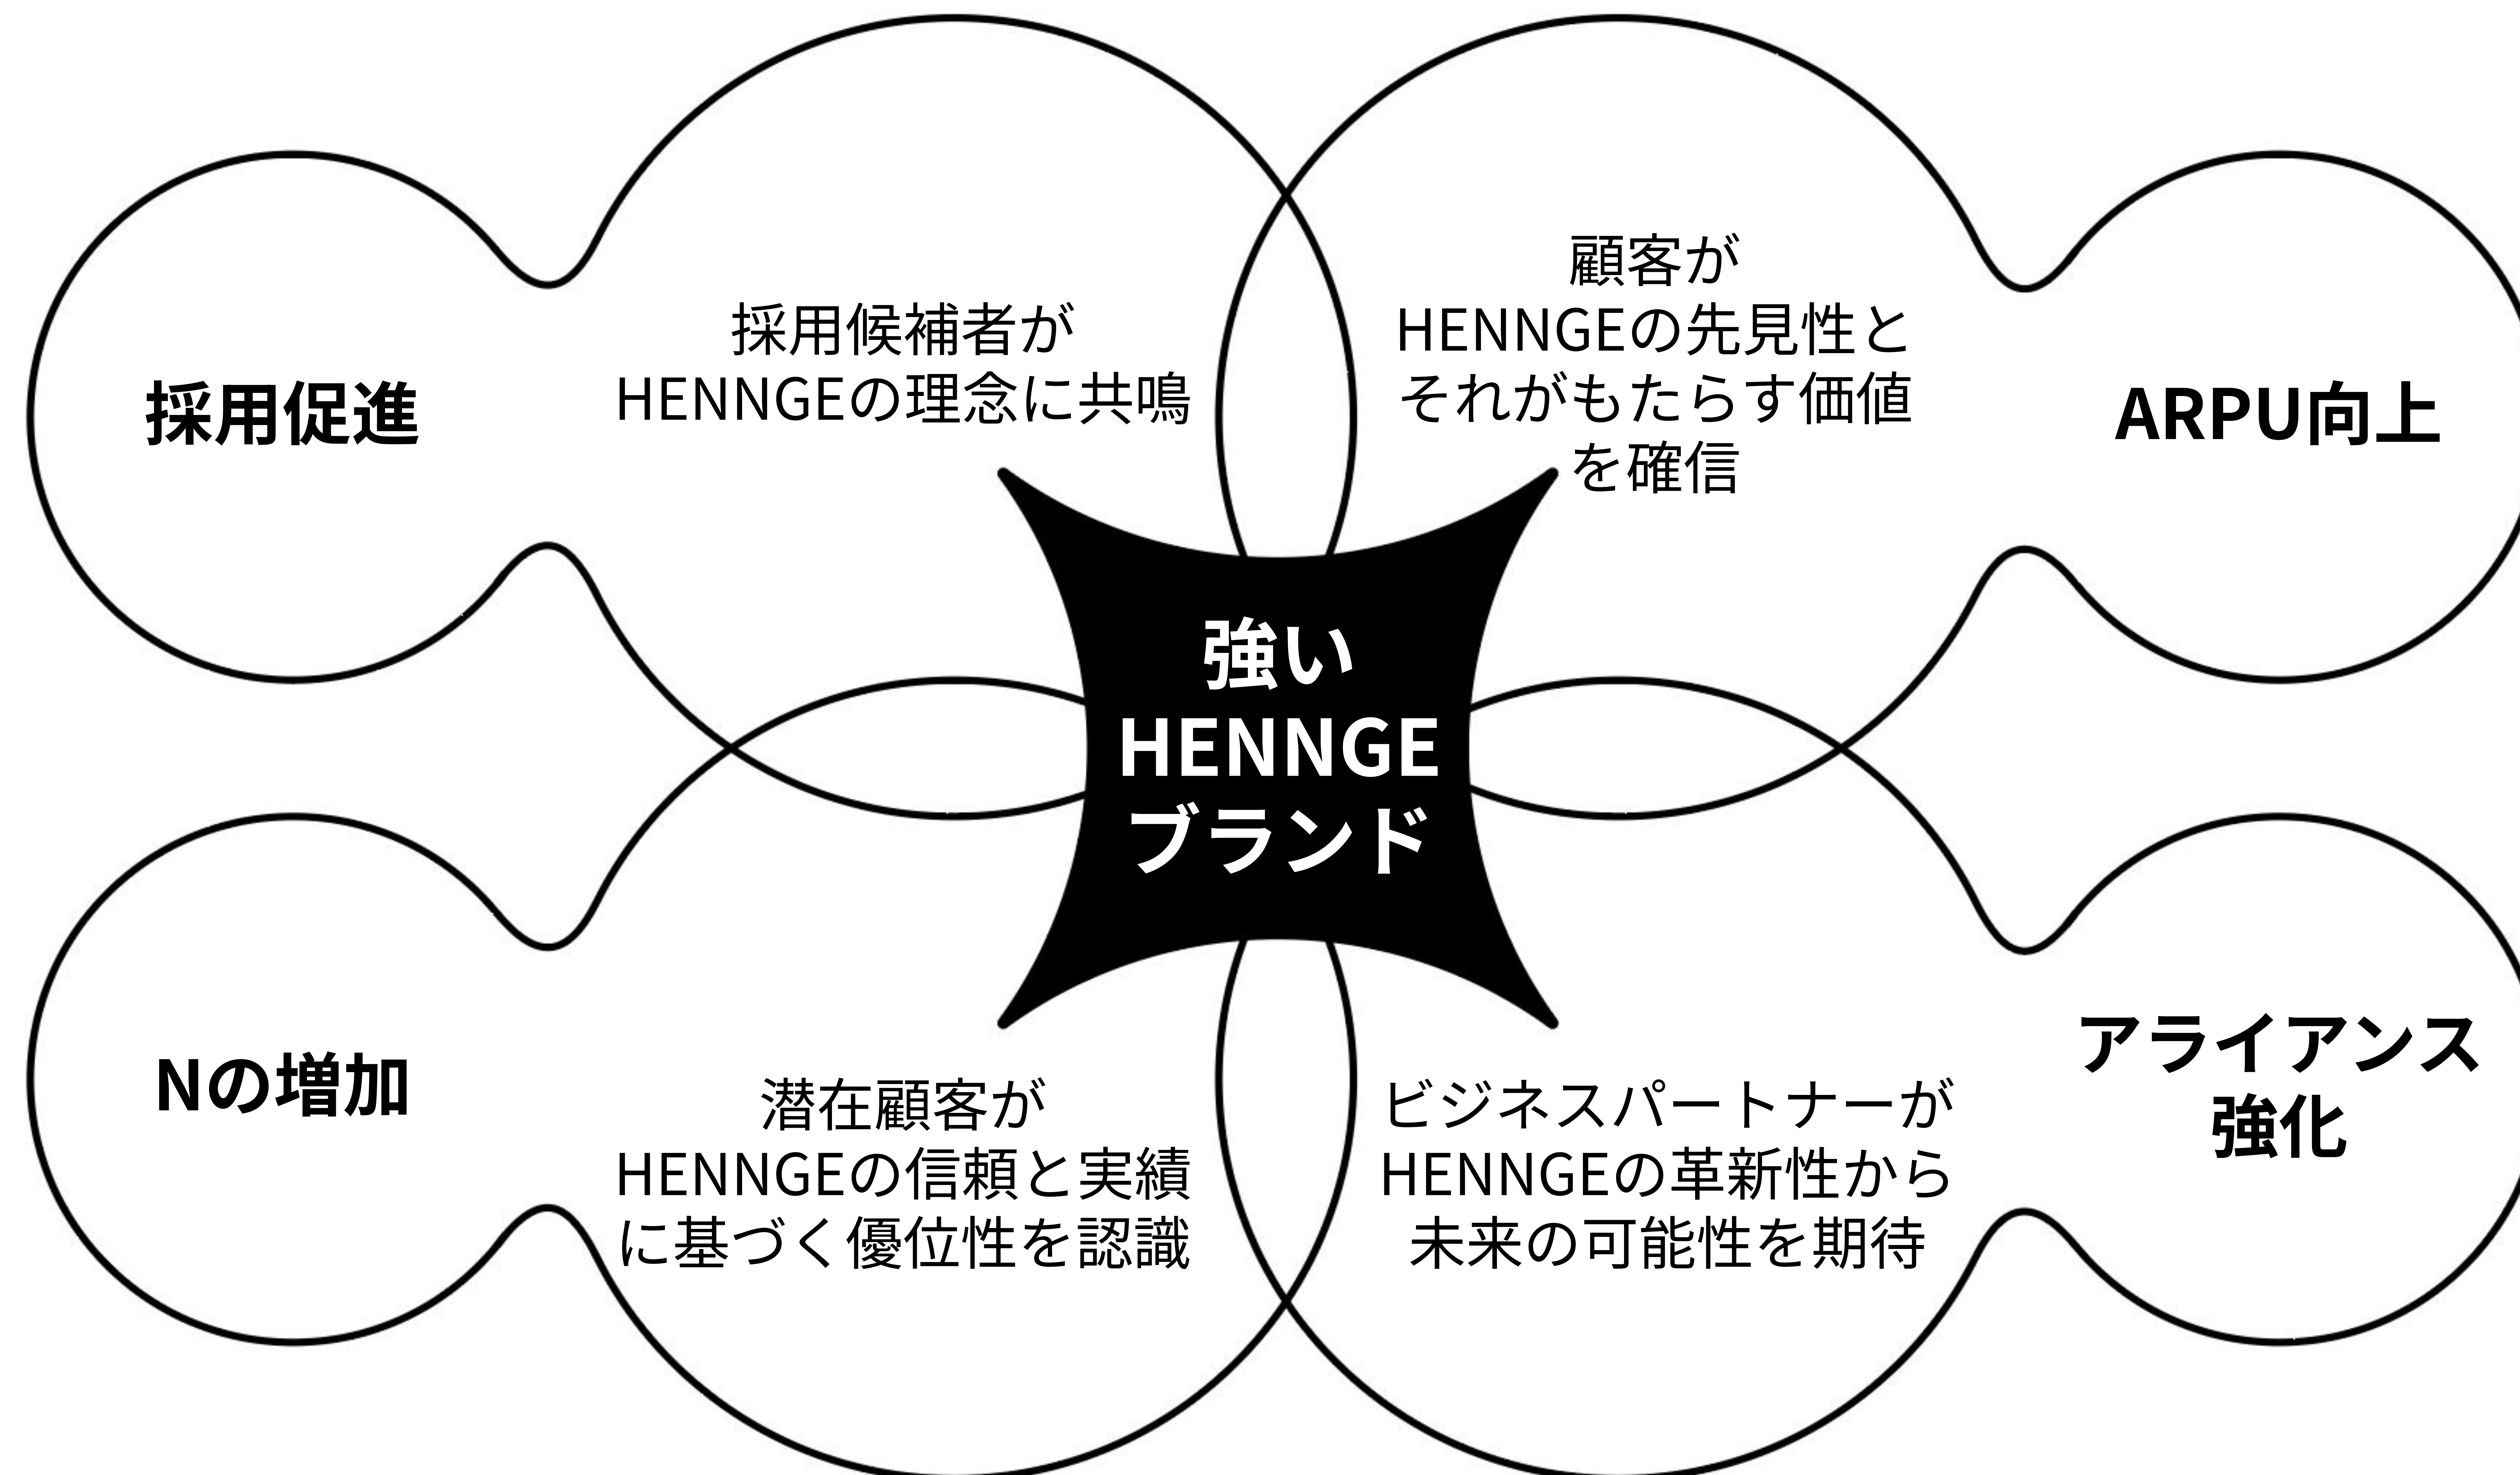 採用促進
採用候補者が
HENNGEの理念に共鳴
顧客が
HENNGEの先見性と
それがもたらす価値
を確信
ARPU向上
強い
HENNGE
ブランド
Nの増加
潜在顧客が
HENNGEの信頼と実績
に基づく優位性を認識
ビジネスパートナーが
HENNGEの革新性から
未来の可能性を期待
アライアンス
強化